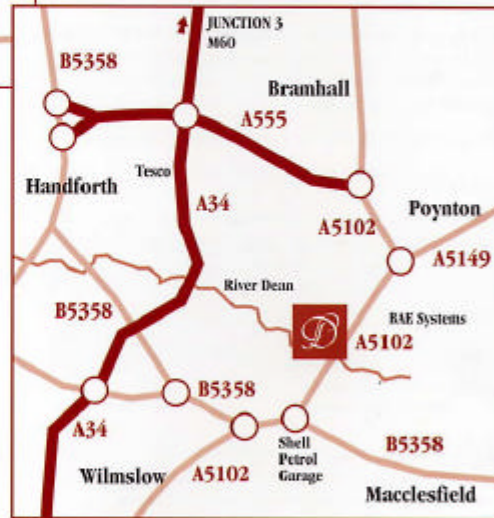 JUNCTION 3
M60
B5358
Bramhall
A555
Tesco
Handforth
A34
A5102
Poynton
A5149
River Dean
B5358
BAE Systems
A5102
B5358
A34
Shell
Petrol
Garage
B5358
Wilmslow
A5102
Macclesfield